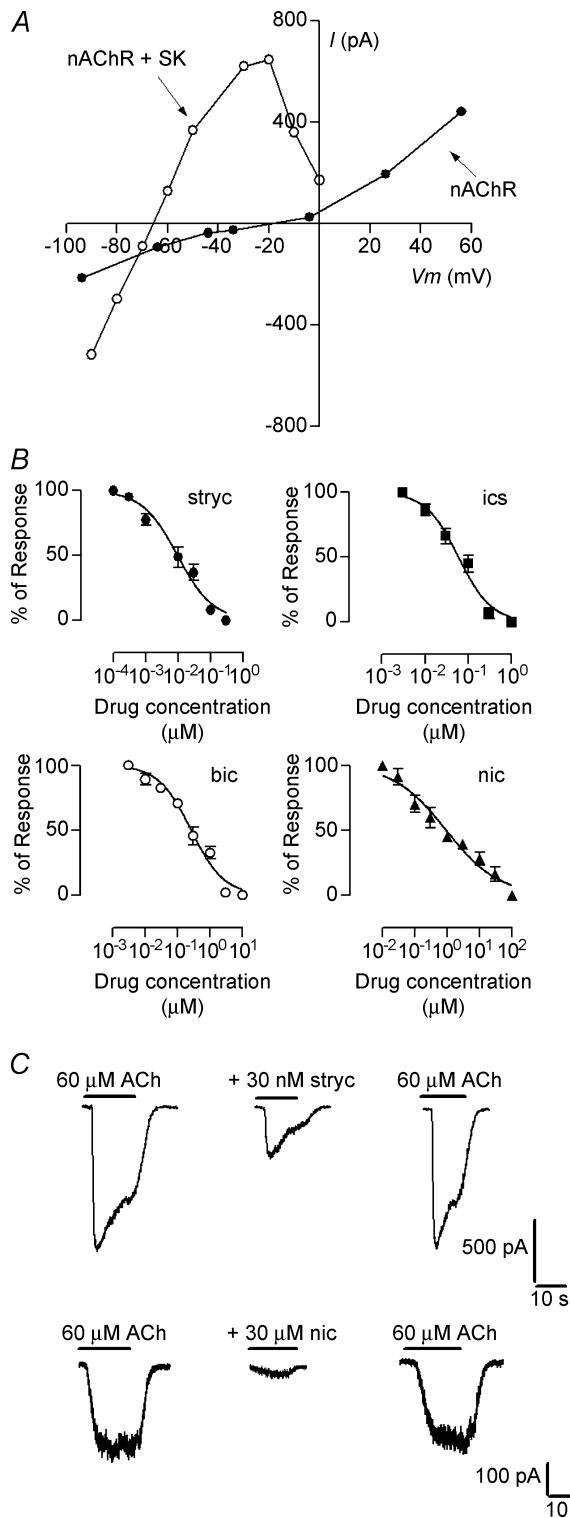 A
800
I (pA)
nAChR + SK
400
nAChR
-100 -80 -60 -40 -20 20 40 60
Vm (mV)
-400
-800
B
100
50
0
% of Response
stryc
10-4 10-3 10-2 10-1 100
Drug concentration
(μM)
100
50
0
% of Response
ics
10-3 10-2 10-1 100
Drug concentration
(μM)
100
50
0
% of Response
bic
10-3 10-2 10-1 100 101
Drug concentration
(μM)
100
50
0
% of Response
nic
10-2 10-1 100 101 102
Drug concentration
(μM)
C
60 μM ACh + 30 nM stryc 60 μM ACh
500 pA
10 s
60 μM ACh + 30 μM nic 60 μM ACh
100 pA
10